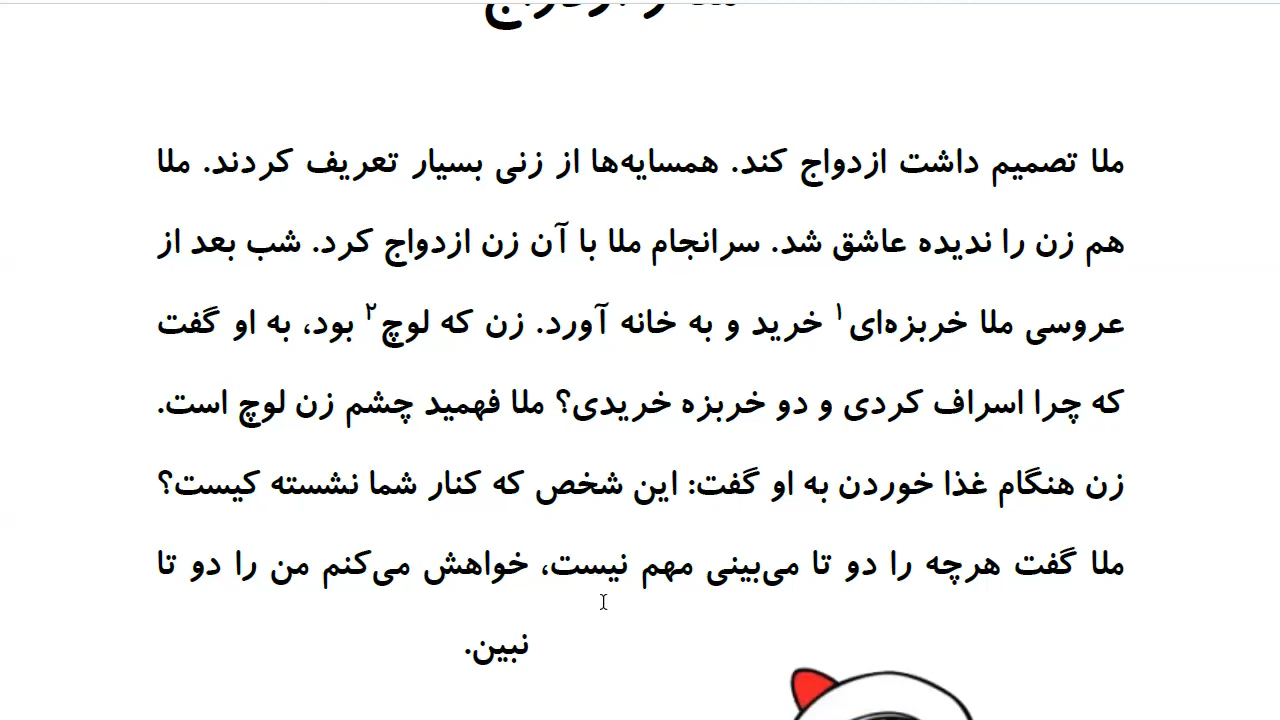 ملا تصمیم داشت ازدواج کند. همسایه‌ها از زنی بسیار تعریف کردند. ملا
هم زن را ندیده عاشق شد. سرانجام ملا با آن زن ازدواج کرد. شب بعد از
عروسی ملا خربزه‌ای۱ خرید و به خانه آورد. زن که لوچ۲ بود، به او گفت
که چرا اسراف کردی و دو خربزه خریدی؟ ملا فهمید چشم زن لوچ است.
زن هنگام غذا خوردن به او گفت: این شخص که کنار شما نشسته کیست؟
ملا گفت هرچه را دو تا می‌بینی مهم نیست، خواهش می‌کنم من را دو تا
نبین.